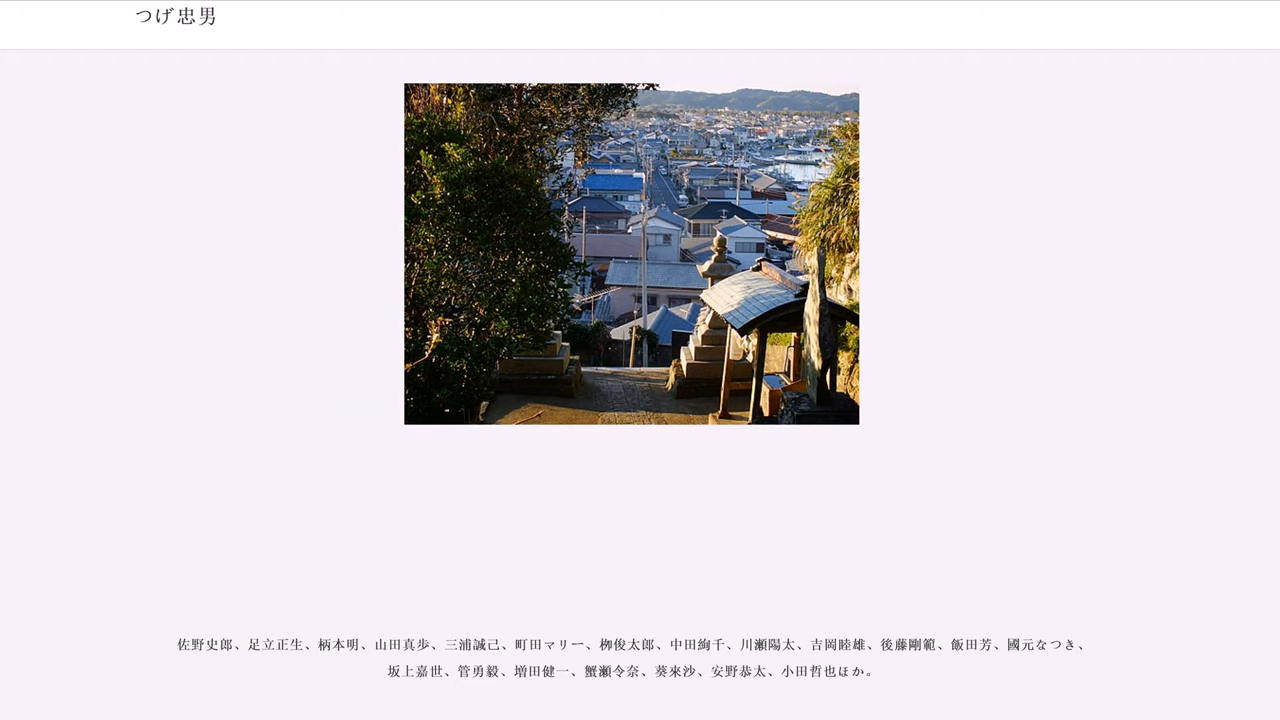 つげ忠男
佐野史郎、足立正生、柄本明、山田真歩、三浦誠己、町田マリー、栁俊太郎、中田絢千、川瀬陽太、吉岡睦雄、後藤剛範、飯田芳、國元なつき、
坂上嘉世、管勇毅、増田健一、蟹瀬令奈、葵來沙、安野恭太、小田哲也ほか。